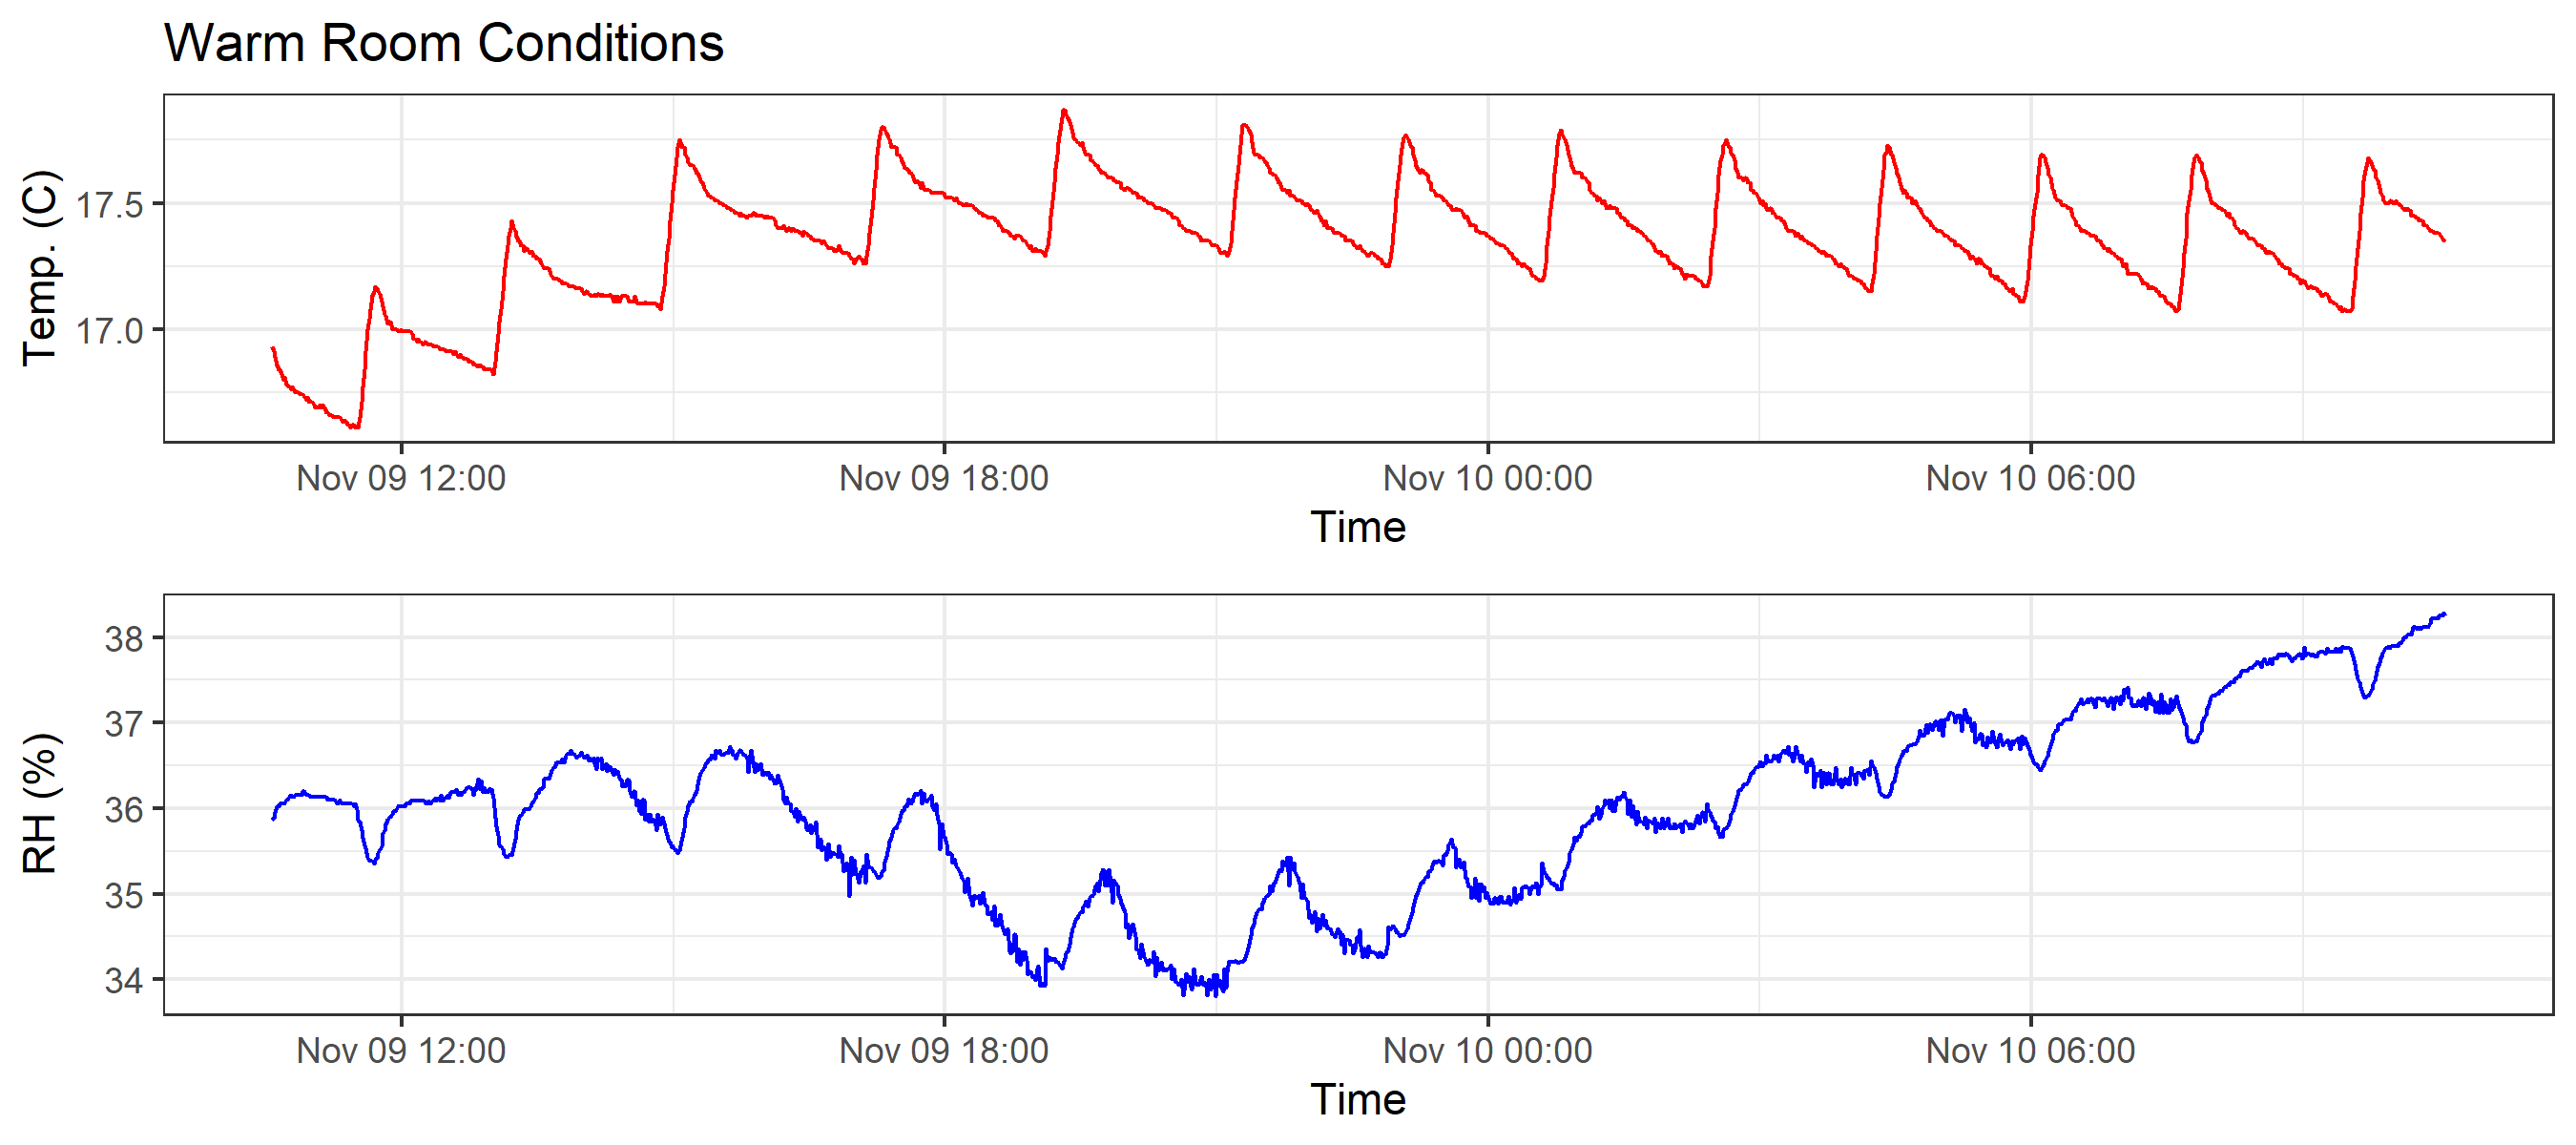 Warm Room Conditions
Temp. (C)
17.5
17.0
Nov 09 12:00 Nov 09 18:00 Nov 10 00:00 Nov 10 06:00
Time
RH (%)
38
37
36
35
34
Nov 09 12:00 Nov 09 18:00 Nov 10 00:00 Nov 10 06:00
Time